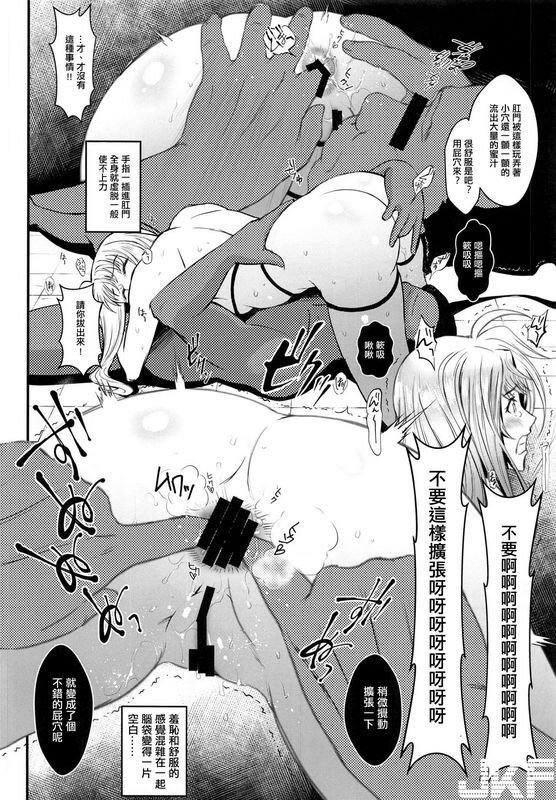 肛門被這樣玩弄著
小穴還一顫一顫的
流出大量的蜜汁
很舒服是吧?
用屁穴來?
…才、才沒有
這種事情!!
手指一插進肛門
全身就虛脫一般
使不上力
嗯摳嗯摳
簌吸吸
簌吸
啾啾
請你拔出來!
不要啊啊啊啊啊啊啊啊啊啊
不要這樣擴張呀呀呀呀呀呀呀呀
稍微攪動
擴張一下
羞恥和舒服的
感覺混雜在一起
腦袋變得一片
空白……
就變成了個
不錯的屁穴呢
JKF